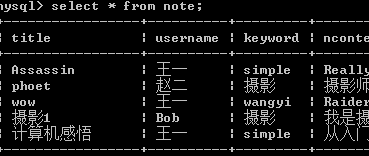 mysql> select * from note;
title | username | keyword | nconte
Assassin | 王一 | simple | Really
phoet | 赵二 | 摄影 | 摄影师
wow | 王一 | wangyi | Raider
摄影1 | Bob | 摄影 | 我是摄
计算机感悟 | 王一 | simple | 从入门